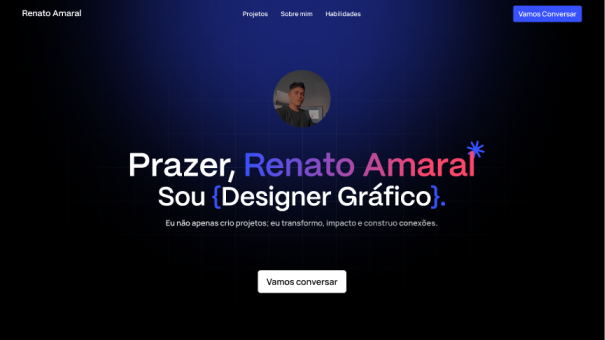 Renato Amaral
Projetos Sobre mim Habilidades
Vamos Conversar
Prazer, Renato Amaral
Sou {Designer Gráfico}.
Eu não apenas crio projetos; eu transformo, impacto e construo conexões.
Vamos conversar